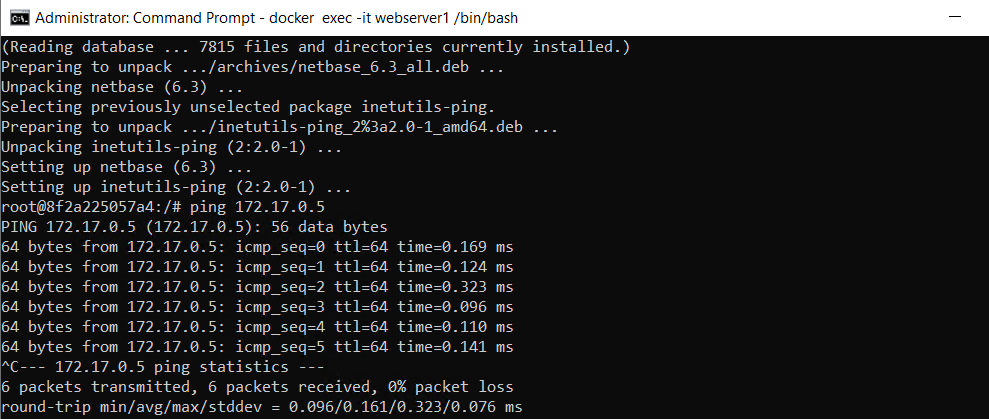 Administrator: Command Prompt - docker  exec -it webserver1 /bin/bash
(Reading database ... 7815 files and directories currently installed.)
Preparing to unpack .../archives/netbase_6.3_all.deb ...
Unpacking netbase (6.3) ...
Selecting previously unselected package inetutils-ping.
Preparing to unpack .../inetutils-ping_2%3a2.0-1_amd64.deb ...
Unpacking inetutils-ping (2:2.0-1) ...
Setting up netbase (6.3) ...
Setting up inetutils-ping (2:2.0-1) ...
root@8f2a225057a4:/# ping 172.17.0.5
PING 172.17.0.5 (172.17.0.5): 56 data bytes
64 bytes from 172.17.0.5: icmp_seq=0 ttl=64 time=0.169 ms
64 bytes from 172.17.0.5: icmp_seq=1 ttl=64 time=0.124 ms
64 bytes from 172.17.0.5: icmp_seq=2 ttl=64 time=0.323 ms
64 bytes from 172.17.0.5: icmp_seq=3 ttl=64 time=0.096 ms
64 bytes from 172.17.0.5: icmp_seq=4 ttl=64 time=0.110 ms
64 bytes from 172.17.0.5: icmp_seq=5 ttl=64 time=0.141 ms
^C--- 172.17.0.5 ping statistics ---
6 packets transmitted, 6 packets received, 0% packet loss
round-trip min/avg/max/stddev = 0.096/0.161/0.323/0.076 ms